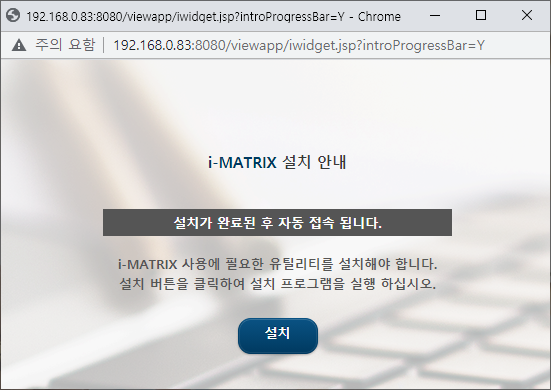 192.168.0.83:8080/viewapp/iwidget.jsp?introProgressBar=Y - Chrome
주의 요함 192.168.0.83:8080/viewapp/iwidget.jsp?introProgressBar=Y
i-MATRIX 설치 안내
설치가 완료된 후 자동 접속 됩니다.
i-MATRIX 사용에 필요한 유틸리티를 설치해야 합니다.
설치 버튼을 클릭하여 설치 프로그램을 실행 하십시오.
설치